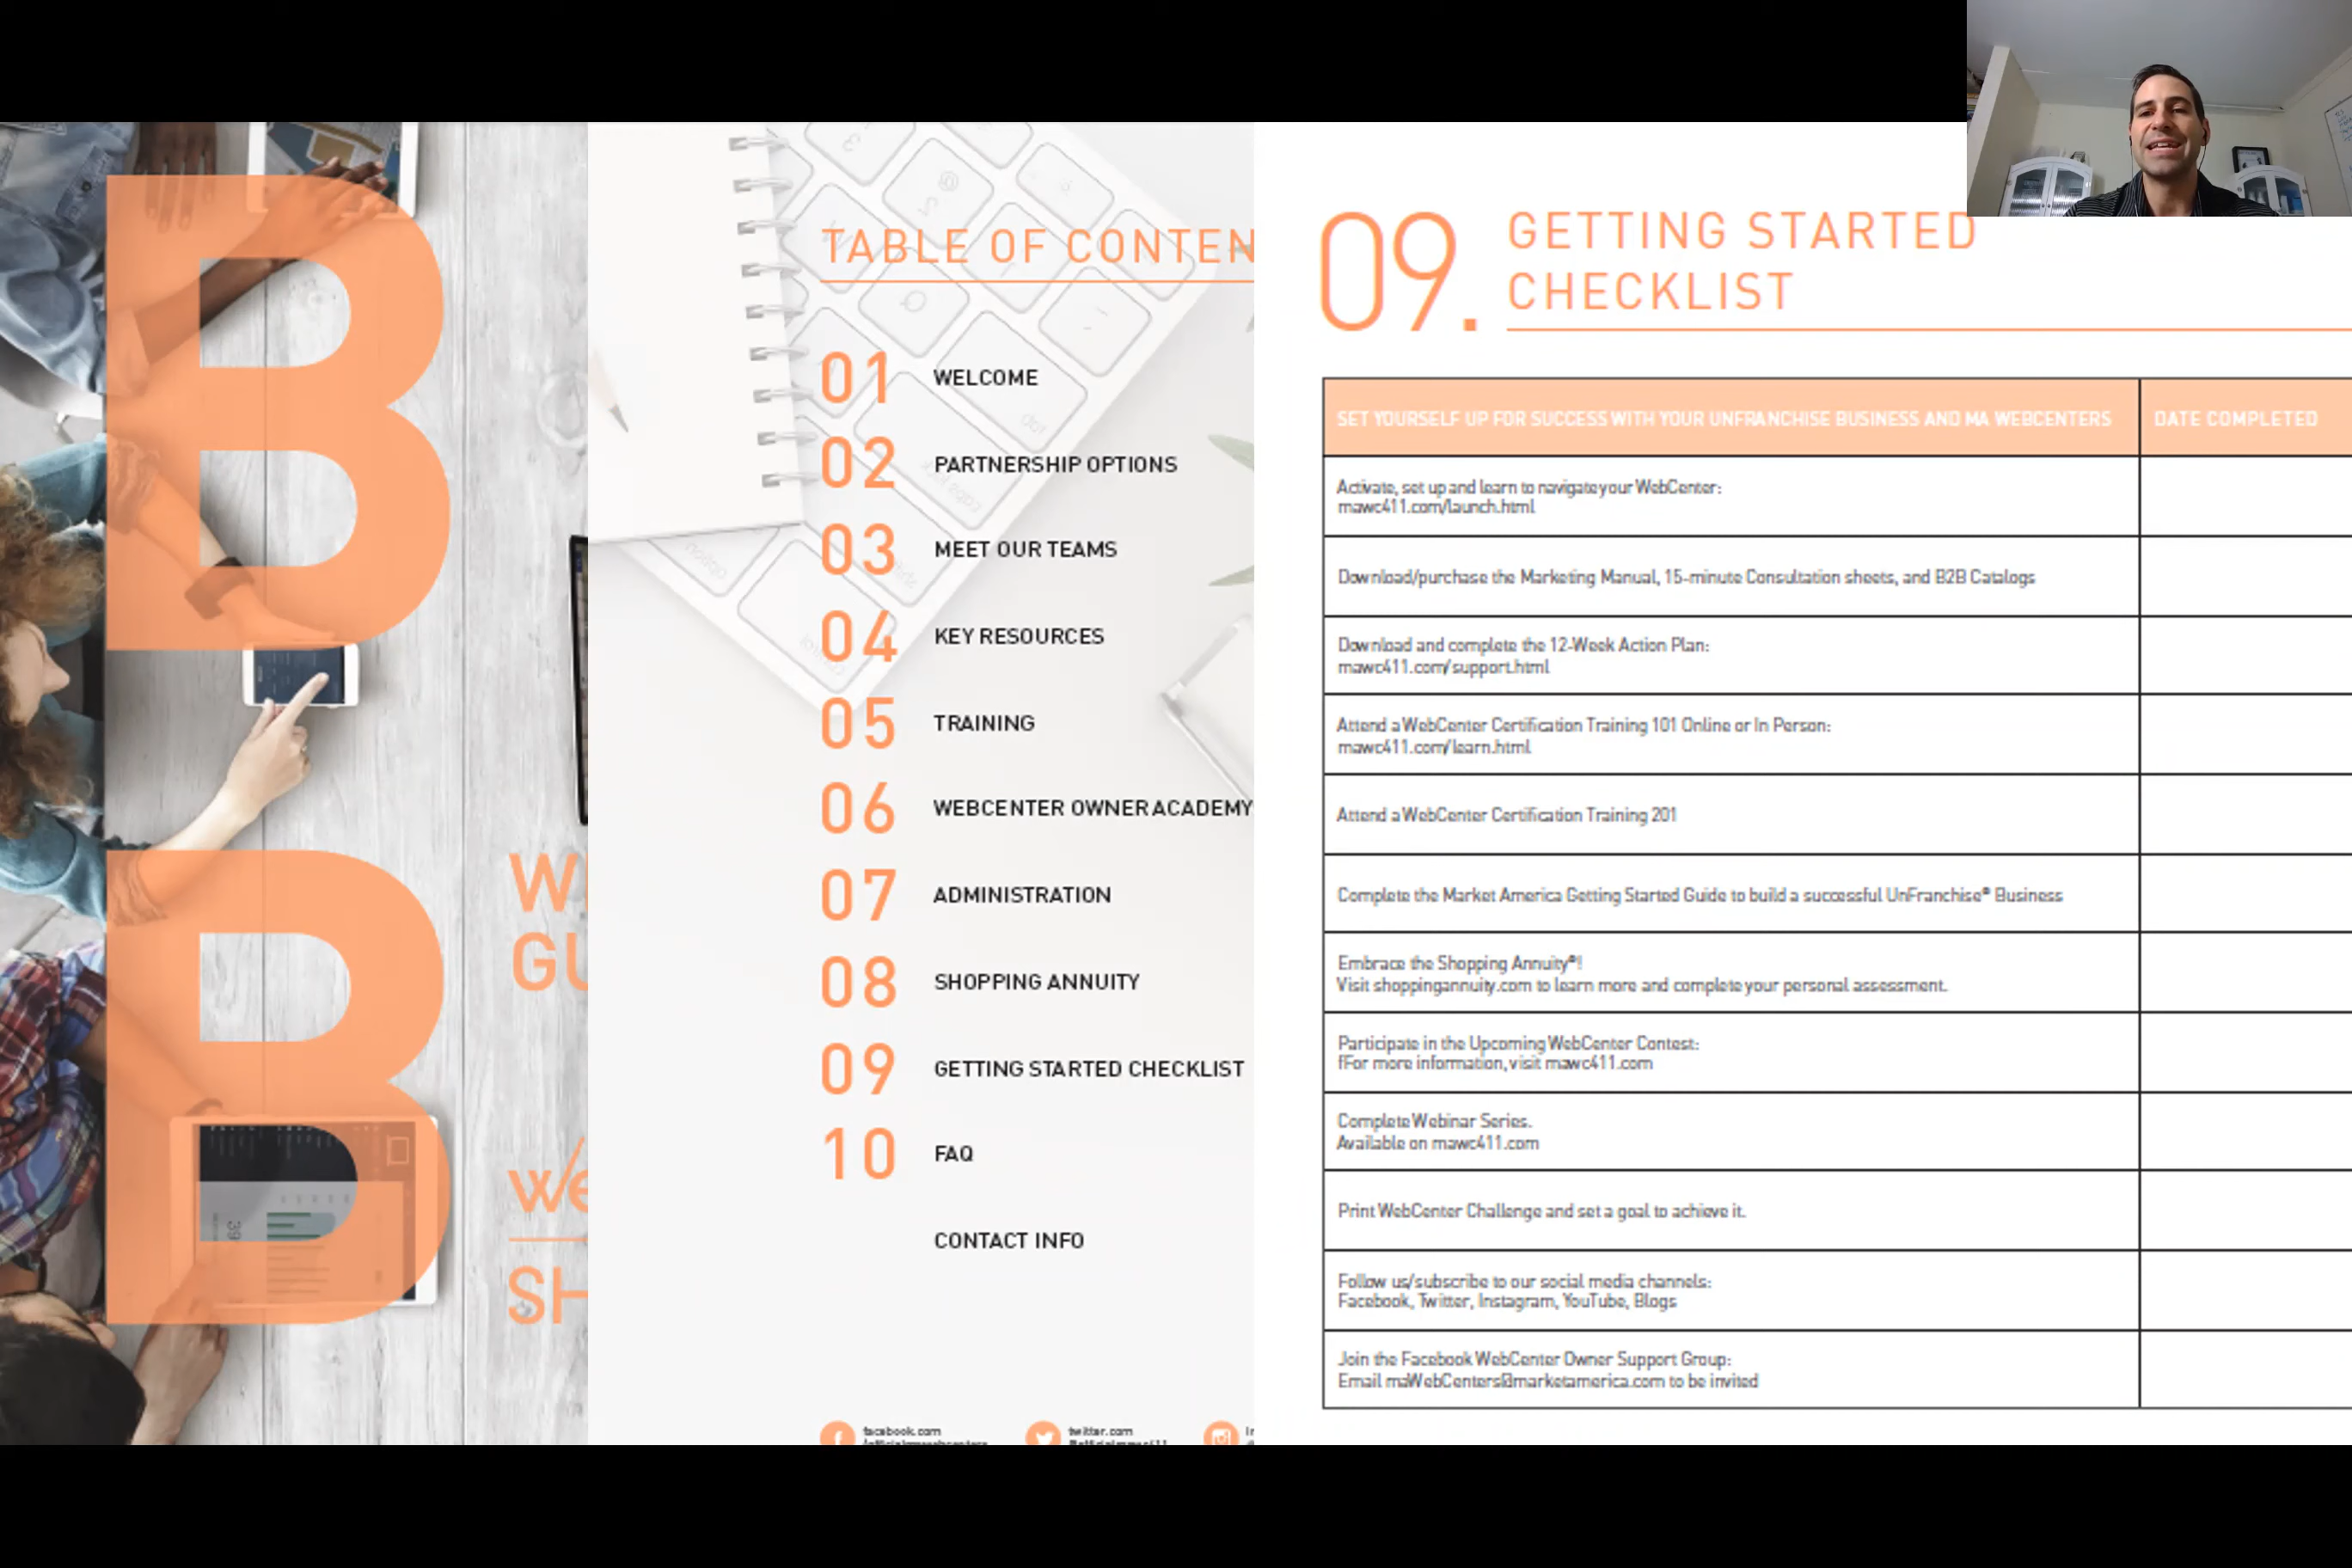 B
B
TABLE OF CONTEN
01 WELCOME
02 PARTNERSHIP OPTIONS
03 MEET OUR TEAMS
04 KEY RESOURCES
05 TRAINING
06 WEBCENTER OWNER ACADEMY
07 ADMINISTRATION
08 SHOPPING ANNUITY
09 GETTING STARTED CHECKLIST
10 FAQ
CONTACT INFO
facebook.com
twitter.com
09. GETTING STARTED
CHECKLIST
SET YOURSELF UP FOR SUCCESS WITH YOUR UNFRANCHISE BUSINESS AND MA WEBCENTERS
DATE COMPLETED
Activate, set up and learn to navigate your WebCenter:
mawc411.com/launch.html
Download/purchase the Marketing Manual, 15-minute Consultation sheets, and B2B Catalogs
Download and complete the 12-Week Action Plan:
mawc411.com/support.html
Attend a WebCenter Certification Training 101 Online or In Person:
mawc411.com/learn.html
Attend a WebCenter Certification Training 201
Complete the Market America Getting Started Guide to build a successful UnFranchise® Business
Embrace the Shopping Annuity®!
Visit shoppingannuity.com to learn more and complete your personal assessment.
Participate in the Upcoming WebCenter Contest:
fFor more information, visit mawc411.com
Complete Webinar Series.
Available on mawc411.com
Print WebCenter Challenge and set a goal to achieve it.
Follow us/subscribe to our social media channels:
Facebook, Twitter, Instagram, YouTube, Blogs
Join the Facebook WebCenter Owner Support Group:
Email maWebCenters@marketamerica.com to be invited